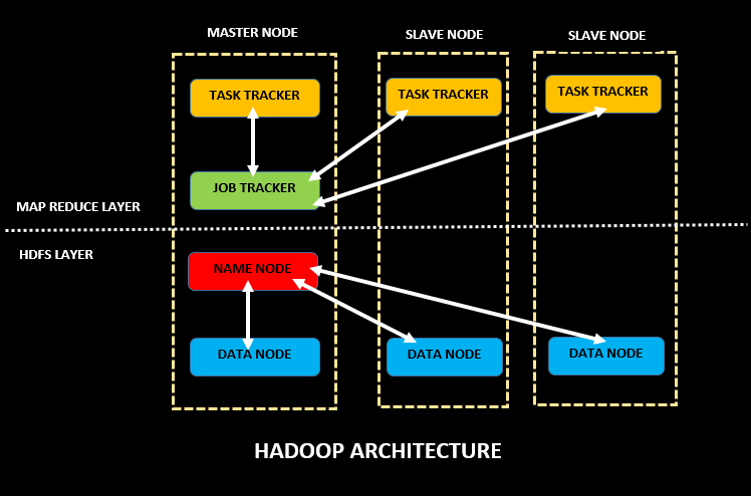 MASTER NODE
SLAVE NODE
SLAVE NODE
TASK TRACKER
TASK TRACKER
TASK TRACKER
JOB TRACKER
MAP REDUCE LAYER
HDFS LAYER
NAME NODE
DATA NODE
DATA NODE
DATA NODE
HADOOP ARCHITECTURE